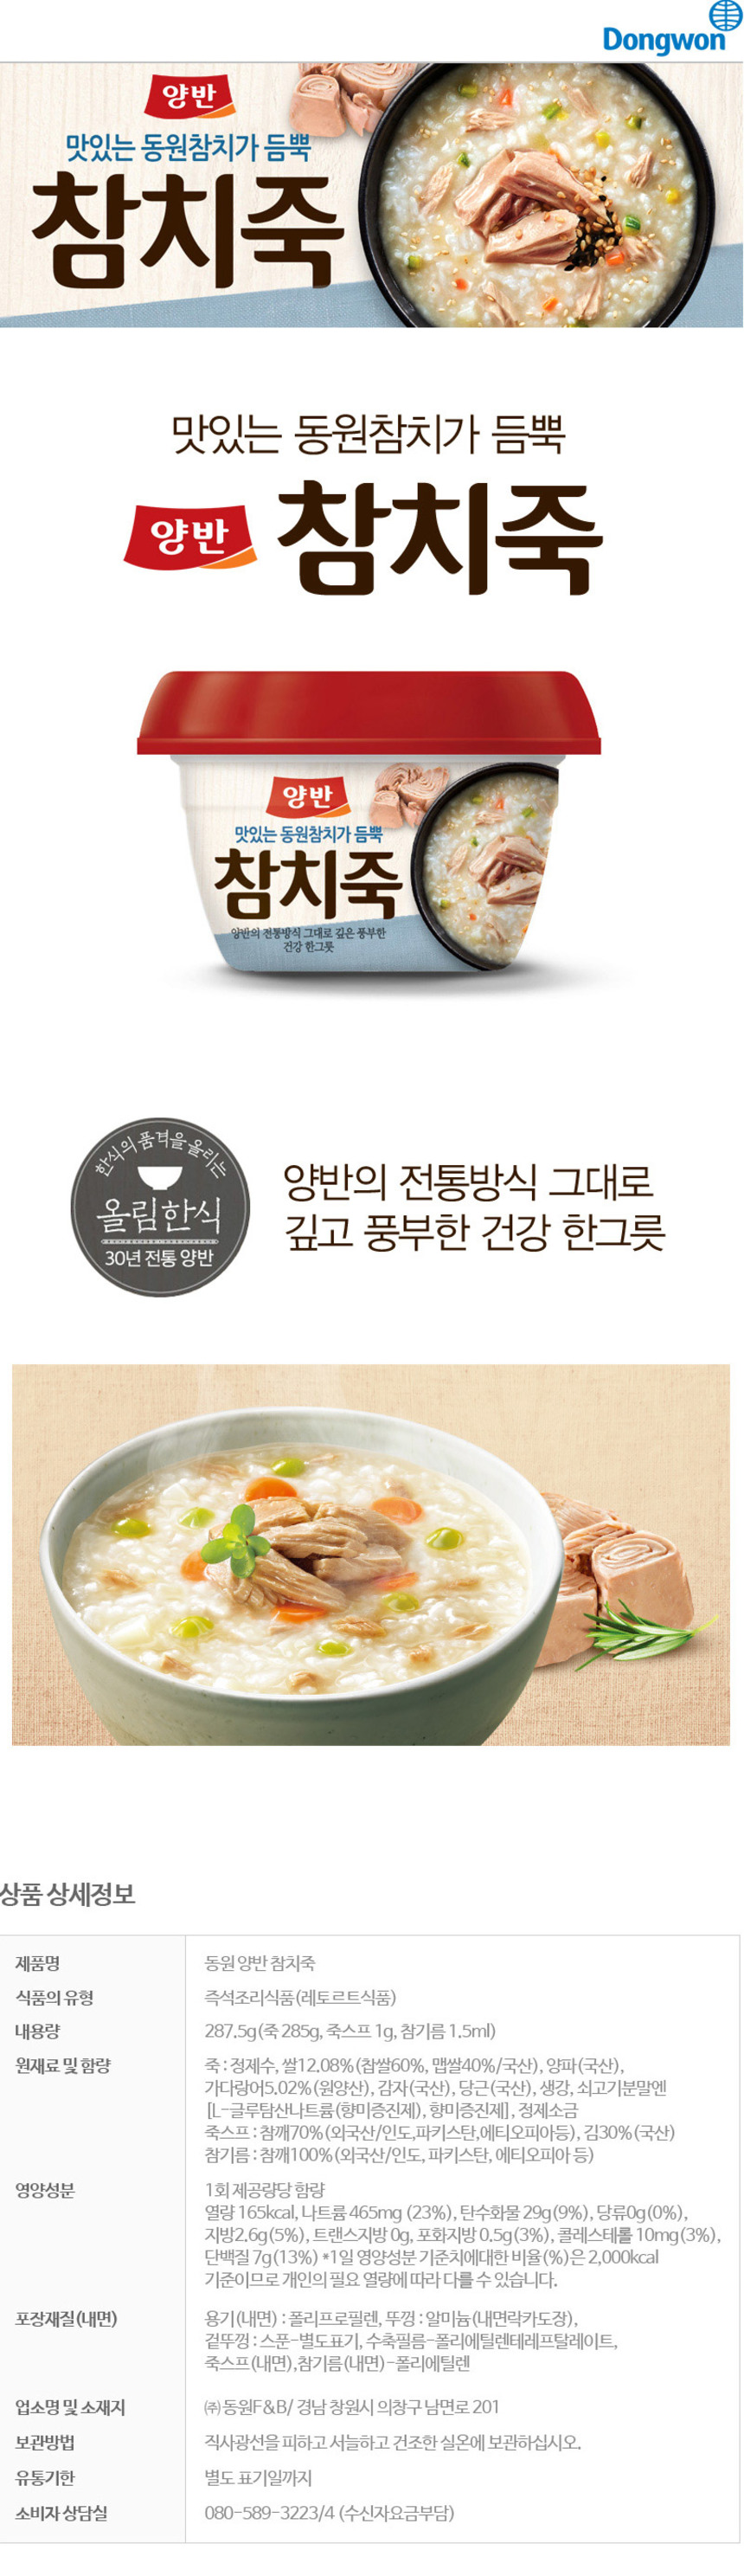 Dongwon
양반
맛있는 동원참치가 듬뿍
참치죽
맛있는 동원참치가 듬뿍
양반 참치죽
양반
맛있는 동원참치가 듬뿍
참치죽
양반의 전통방식 그대로 깊은 풍부한
건강 한그릇
한식의 품격을 올리는
올림한식
30년 전통 양반
양반의 전통방식 그대로
깊고 풍부한 건강 한그릇
상품 상세정보
제품명 동원 양반 참치죽
식품의 유형 즉석조리식품(레토르트식품)
내용량 287.5g(죽 285g, 죽스프 1g, 참기름 1.5ml)
원재료 및 함량 죽 : 정제수, 쌀12.08%(찹쌀60%, 맵쌀40%/국산), 양파(국산),
가다랑어5.02%(원양산), 감자(국산), 당근(국산), 생강, 쇠고기분말엔
[L-글루탐산나트륨(향미증진제), 향미증진제], 정제소금
죽스프 : 참깨70%(외국산/인도,파키스탄,에티오피아등), 김30%(국산)
참기름 : 참깨100%(외국산/인도, 파키스탄, 에티오피아 등)
영양성분 1회 제공량당 함량
열량 165kcal, 나트륨 465mg (23%), 탄수화물 29g(9%), 당류0g(0%),
지방2.6g(5%), 트랜스지방 0g, 포화지방 0.5g(3%), 콜레스테롤 10mg(3%),
단백질 7g(13%) *1일 영양성분 기준치에대한 비율(%)은 2,000kcal
기준이므로 개인의 필요 열량에 따라 다를 수 있습니다.
포장재질(내면) 용기(내면) : 폴리프로필렌, 뚜껑 : 알미늄(내면락카도장),
겉뚜껑 : 스푼-별도표기, 수축필름-폴리에틸렌테레프탈레이트,
죽스프(내면),참기름(내면)-폴리에틸렌
업소명 및 소재지 ㈜동원F&B/ 경남 창원시 의창구 남면로 201
보관방법 직사광선을 피하고 서늘하고 건조한 실온에 보관하십시오.
유통기한 별도 표기일까지
소비자 상담실 080-589-3223/4 (수신자요금부담)